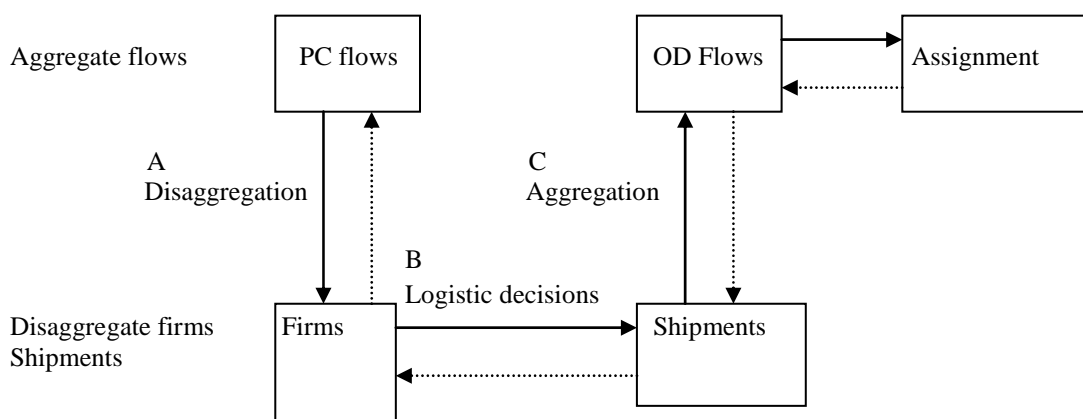 Aggregate flows
PC flows
OD Flows
Assignment
A
Disaggregation
C
Aggregation
B
Logistic decisions
Disaggregate firms
Shipments
Firms
Shipments